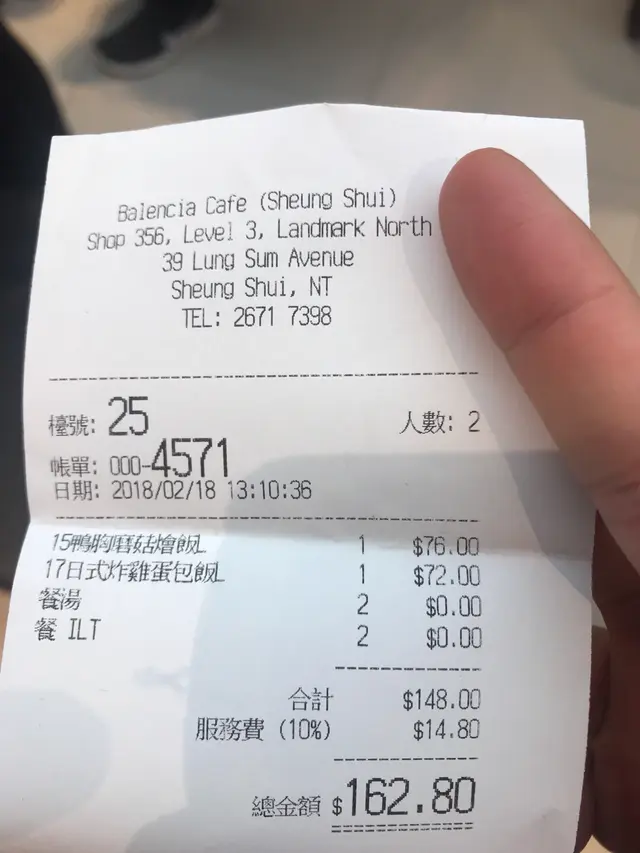 Balencia Cafe (Sheung Shui)
Shop 356, Level 3, Landmark North
39 Lung Sum Avenue
Sheung Shui, NT
TEL: 2671 7398
檯號: 25 人數: 2
帳單: 000-4571
日期: 2018/02/18 13:10:36
15鴨胸磨菇燴飯L 1 $76.00
17日式炸雞蛋包飯L 1 $72.00
餐湯 2 $0.00
餐 ILT 2 $0.00
合計 $148.00
服務費 (10%) $14.80
總金額 $162.80